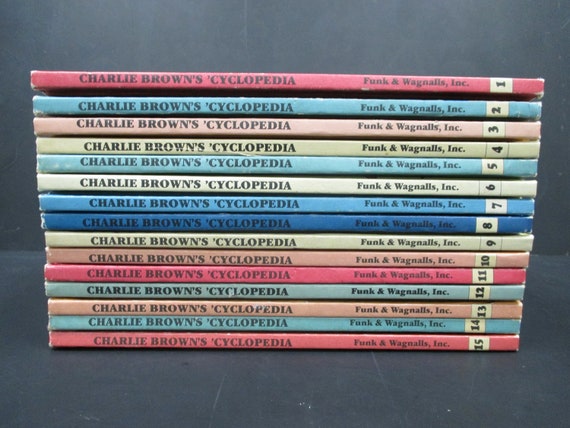 CHARLIE BROWN'S 'CYCLOPEDIA Funk & Wagnalls, Inc. 1
CHARLIE BROWN'S 'CYCLOPEDIA Funk & Wagnalls, Inc. 2
CHARLIE BROWN'S 'CYCLOPEDIA Funk & Wagnalls, Inc. 3
CHARLIE BROWN'S 'CYCLOPEDIA Funk & Wagnalls, Inc. 4
CHARLIE BROWN'S 'CYCLOPEDIA Funk & Wagnalls, Inc. 5
CHARLIE BROWN'S 'CYCLOPEDIA Funk & Wagnalls, Inc. 6
CHARLIE BROWN'S 'CYCLOPEDIA Funk & Wagnalls, Inc. 7
CHARLIE BROWN'S 'CYCLOPEDIA Funk & Wagnalls, Inc. 8
CHARLIE BROWN'S 'CYCLOPEDIA Funk & Wagnalls, Inc. 9
CHARLIE BROWN'S 'CYCLOPEDIA Funk & Wagnalls, Inc. 10
CHARLIE BROWN'S 'CYCLOPEDIA Funk & Wagnalls, Inc. 11
CHARLIE BROWN'S 'CYCLOPEDIA Funk & Wagnalls, Inc. 12
CHARLIE BROWN'S 'CYCLOPEDIA Funk & Wagnalls, Inc. 13
CHARLIE BROWN'S 'CYCLOPEDIA Funk & Wagnalls, Inc. 14
CHARLIE BROWN'S 'CYCLOPEDIA Funk & Wagnalls, Inc. 15